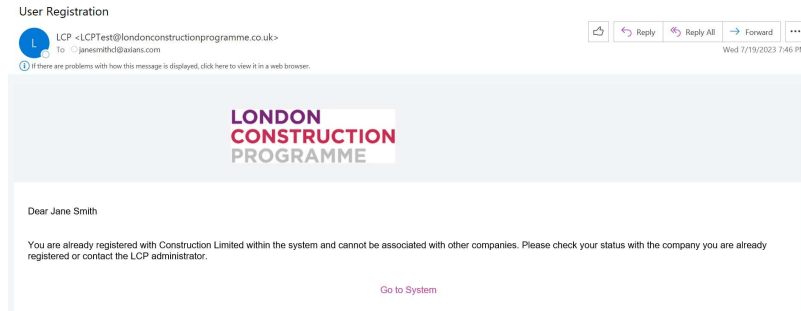 User Registration
LCP <LCPTest@londonconstructionprogramme.co.uk>
L
To janesmithcl@axians.com
Reply
Reply All
Forward
Wed 7/19/2023 7:46 PM
If there are problems with how this message is displayed, click here to view it in a web browser.
LONDON
CONSTRUCTION
PROGRAMME
Dear Jane Smith
You are already registered with Construction Limited within the system and cannot be associated with other companies. Please check your status with the company you are already
registered or contact the LCP administrator.
Go to System